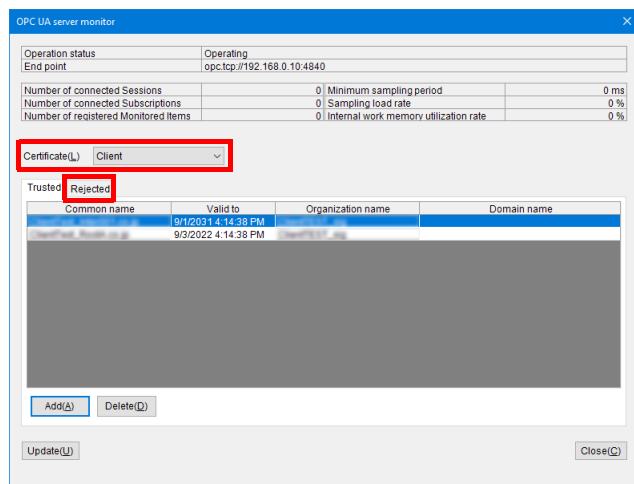 OPC UA server monitor
Operation status Operating
End point opc.tcp://192.168.0.10:4840
Number of connected Sessions 0 Minimum sampling period 0 ms
Number of connected Subscriptions 0 Sampling load rate 0 %
Number of registered Monitored Items 0 Internal work memory utilization rate 0 %
Certificate(L) Client
Trusted Rejected
Common name Valid to Organization name Domain name
9/1/2031 4:14:38 PM
9/3/2022 4:14:38 PM
Add(A) Delete(D)
Update(U) Close(C)